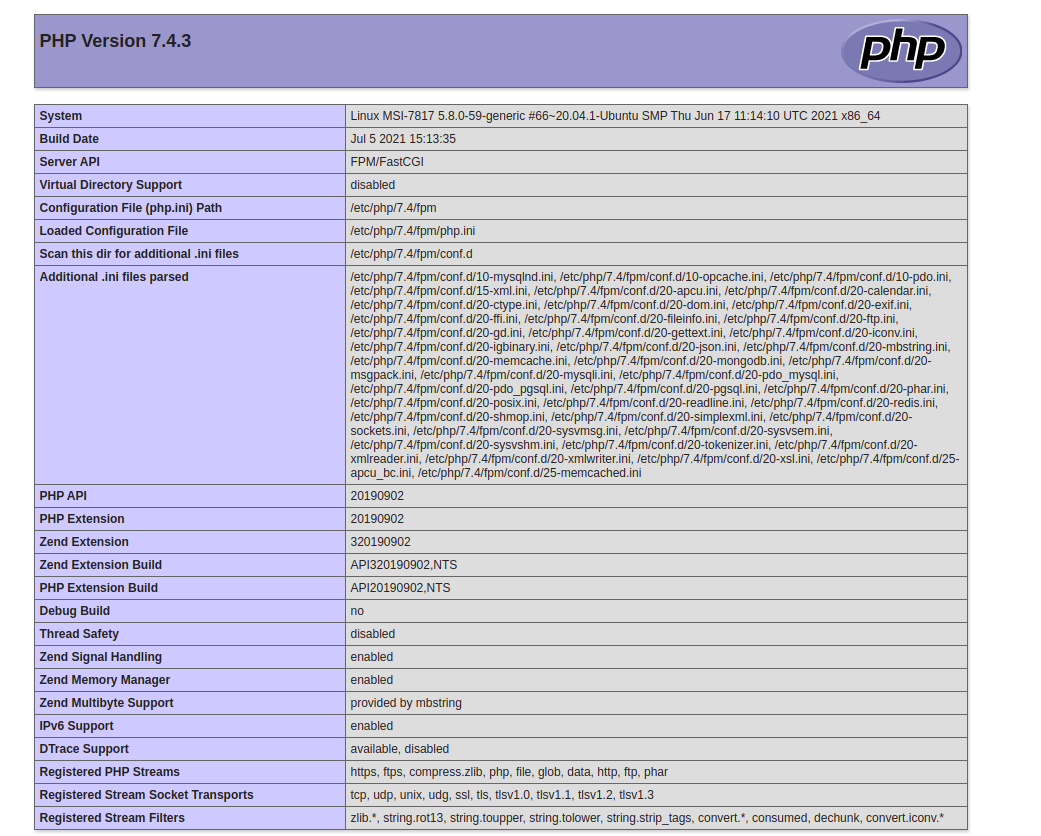 PHP Version 7.4.3
php
System Linux MSI-7817 5.8.0-59-generic #66~20.04.1-Ubuntu SMP Thu Jun 17 11:14:10 UTC 2021 x86_64
Build Date Jul 5 2021 15:13:35
Server API FPM/FastCGI
Virtual Directory Support disabled
Configuration File (php.ini) Path /etc/php/7.4/fpm
Loaded Configuration File /etc/php/7.4/fpm/php.ini
Scan this dir for additional .ini files /etc/php/7.4/fpm/conf.d
Additional .ini files parsed /etc/php/7.4/fpm/conf.d/10-mysqlnd.ini, /etc/php/7.4/fpm/conf.d/10-opcache.ini, /etc/php/7.4/fpm/conf.d/10-pdo.ini,
/etc/php/7.4/fpm/conf.d/15-xml.ini, /etc/php/7.4/fpm/conf.d/20-apcu.ini, /etc/php/7.4/fpm/conf.d/20-calendar.ini,
/etc/php/7.4/fpm/conf.d/20-ctype.ini, /etc/php/7.4/fpm/conf.d/20-dom.ini, /etc/php/7.4/fpm/conf.d/20-exif.ini,
/etc/php/7.4/fpm/conf.d/20-ffi.ini, /etc/php/7.4/fpm/conf.d/20-fileinfo.ini, /etc/php/7.4/fpm/conf.d/20-ftp.ini,
/etc/php/7.4/fpm/conf.d/20-gd.ini, /etc/php/7.4/fpm/conf.d/20-gettext.ini, /etc/php/7.4/fpm/conf.d/20-iconv.ini,
/etc/php/7.4/fpm/conf.d/20-igbinary.ini, /etc/php/7.4/fpm/conf.d/20-json.ini, /etc/php/7.4/fpm/conf.d/20-mbstring.ini,
/etc/php/7.4/fpm/conf.d/20-memcache.ini, /etc/php/7.4/fpm/conf.d/20-mongodb.ini, /etc/php/7.4/fpm/conf.d/20-
msgpack.ini, /etc/php/7.4/fpm/conf.d/20-mysqli.ini, /etc/php/7.4/fpm/conf.d/20-pdo_mysql.ini,
/etc/php/7.4/fpm/conf.d/20-pdo_pgsql.ini, /etc/php/7.4/fpm/conf.d/20-pgsql.ini, /etc/php/7.4/fpm/conf.d/20-phar.ini,
/etc/php/7.4/fpm/conf.d/20-posix.ini, /etc/php/7.4/fpm/conf.d/20-readline.ini, /etc/php/7.4/fpm/conf.d/20-redis.ini,
/etc/php/7.4/fpm/conf.d/20-shmop.ini, /etc/php/7.4/fpm/conf.d/20-simplexml.ini, /etc/php/7.4/fpm/conf.d/20-
sockets.ini, /etc/php/7.4/fpm/conf.d/20-sysvmsg.ini, /etc/php/7.4/fpm/conf.d/20-sysvsem.ini,
/etc/php/7.4/fpm/conf.d/20-sysvshm.ini, /etc/php/7.4/fpm/conf.d/20-tokenizer.ini, /etc/php/7.4/fpm/conf.d/20-
xmlreader.ini, /etc/php/7.4/fpm/conf.d/20-xmlwriter.ini, /etc/php/7.4/fpm/conf.d/20-xsl.ini, /etc/php/7.4/fpm/conf.d/25-
apcu_bc.ini, /etc/php/7.4/fpm/conf.d/25-memcached.ini
PHP API 20190902
PHP Extension 20190902
Zend Extension 320190902
Zend Extension Build API320190902,NTS
PHP Extension Build API20190902,NTS
Debug Build no
Thread Safety disabled
Zend Signal Handling enabled
Zend Memory Manager enabled
Zend Multibyte Support provided by mbstring
IPv6 Support enabled
DTrace Support available, disabled
Registered PHP Streams https, ftps, compress.zlib, php, file, glob, data, http, ftp, phar
Registered Stream Socket Transports tcp, udp, unix, udg, ssl, tls, tlsv1.0, tlsv1.1, tlsv1.2, tlsv1.3
Registered Stream Filters zlib.*, string.rot13, string.toupper, string.tolower, string.strip_tags, convert.*, consumed, dechunk, convert.iconv.*